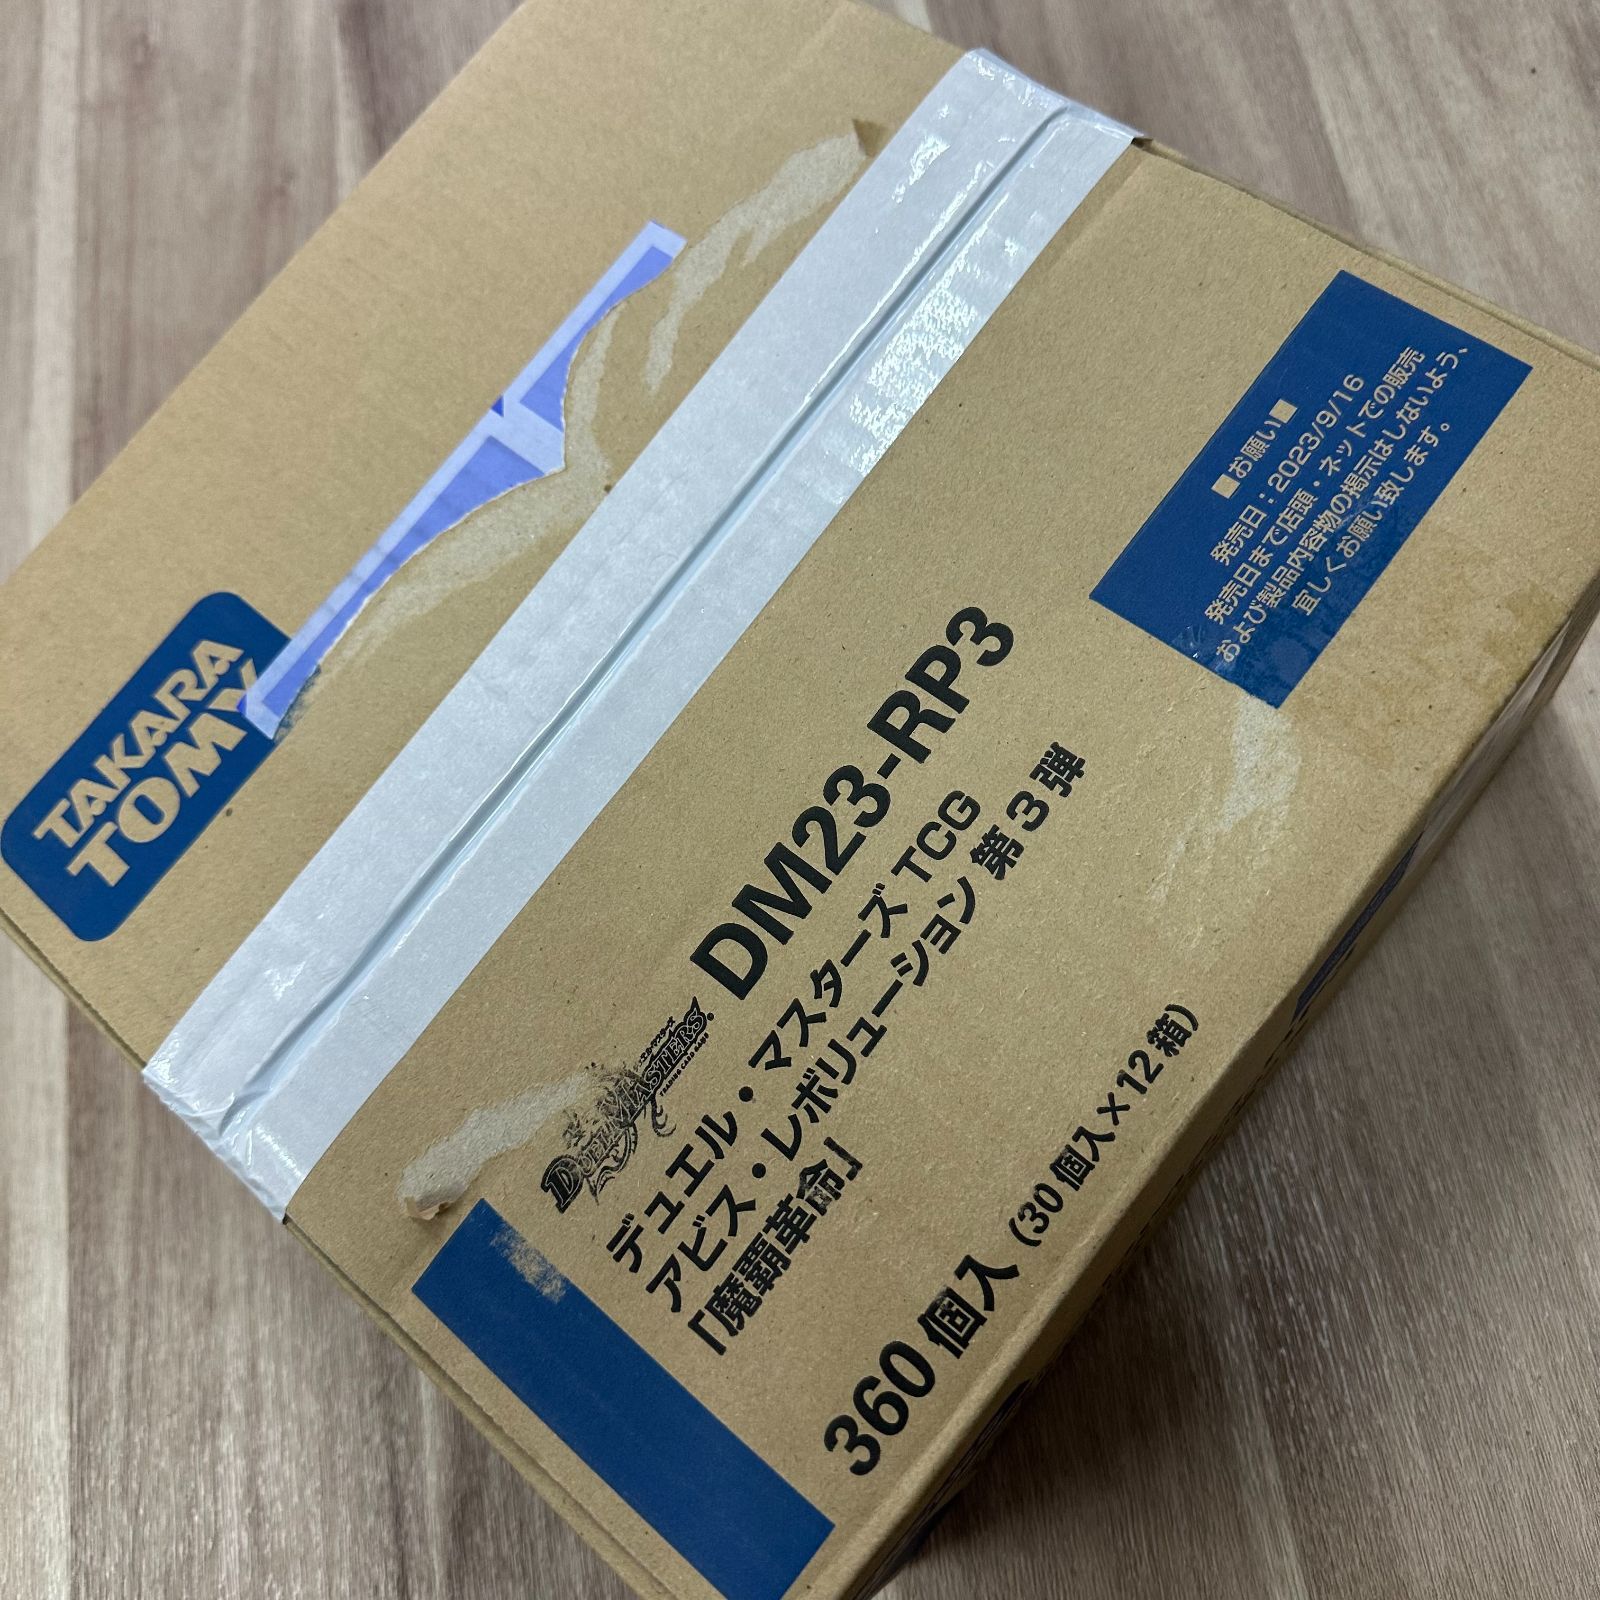 TAKARA
TOMY
■お願い■
発売日：2023/9/16
発売日まで店頭・ネットでの販売
および製品内容物の掲示はしないよう、
宜しくお願い致します。
DUEL MASTERS
TRADING CARD GAME
DM23-RP3
デュエル・マスターズ TCG
アビス・レボリューション 第3弾
「魔覇革命」
360個入（30個入×12箱）